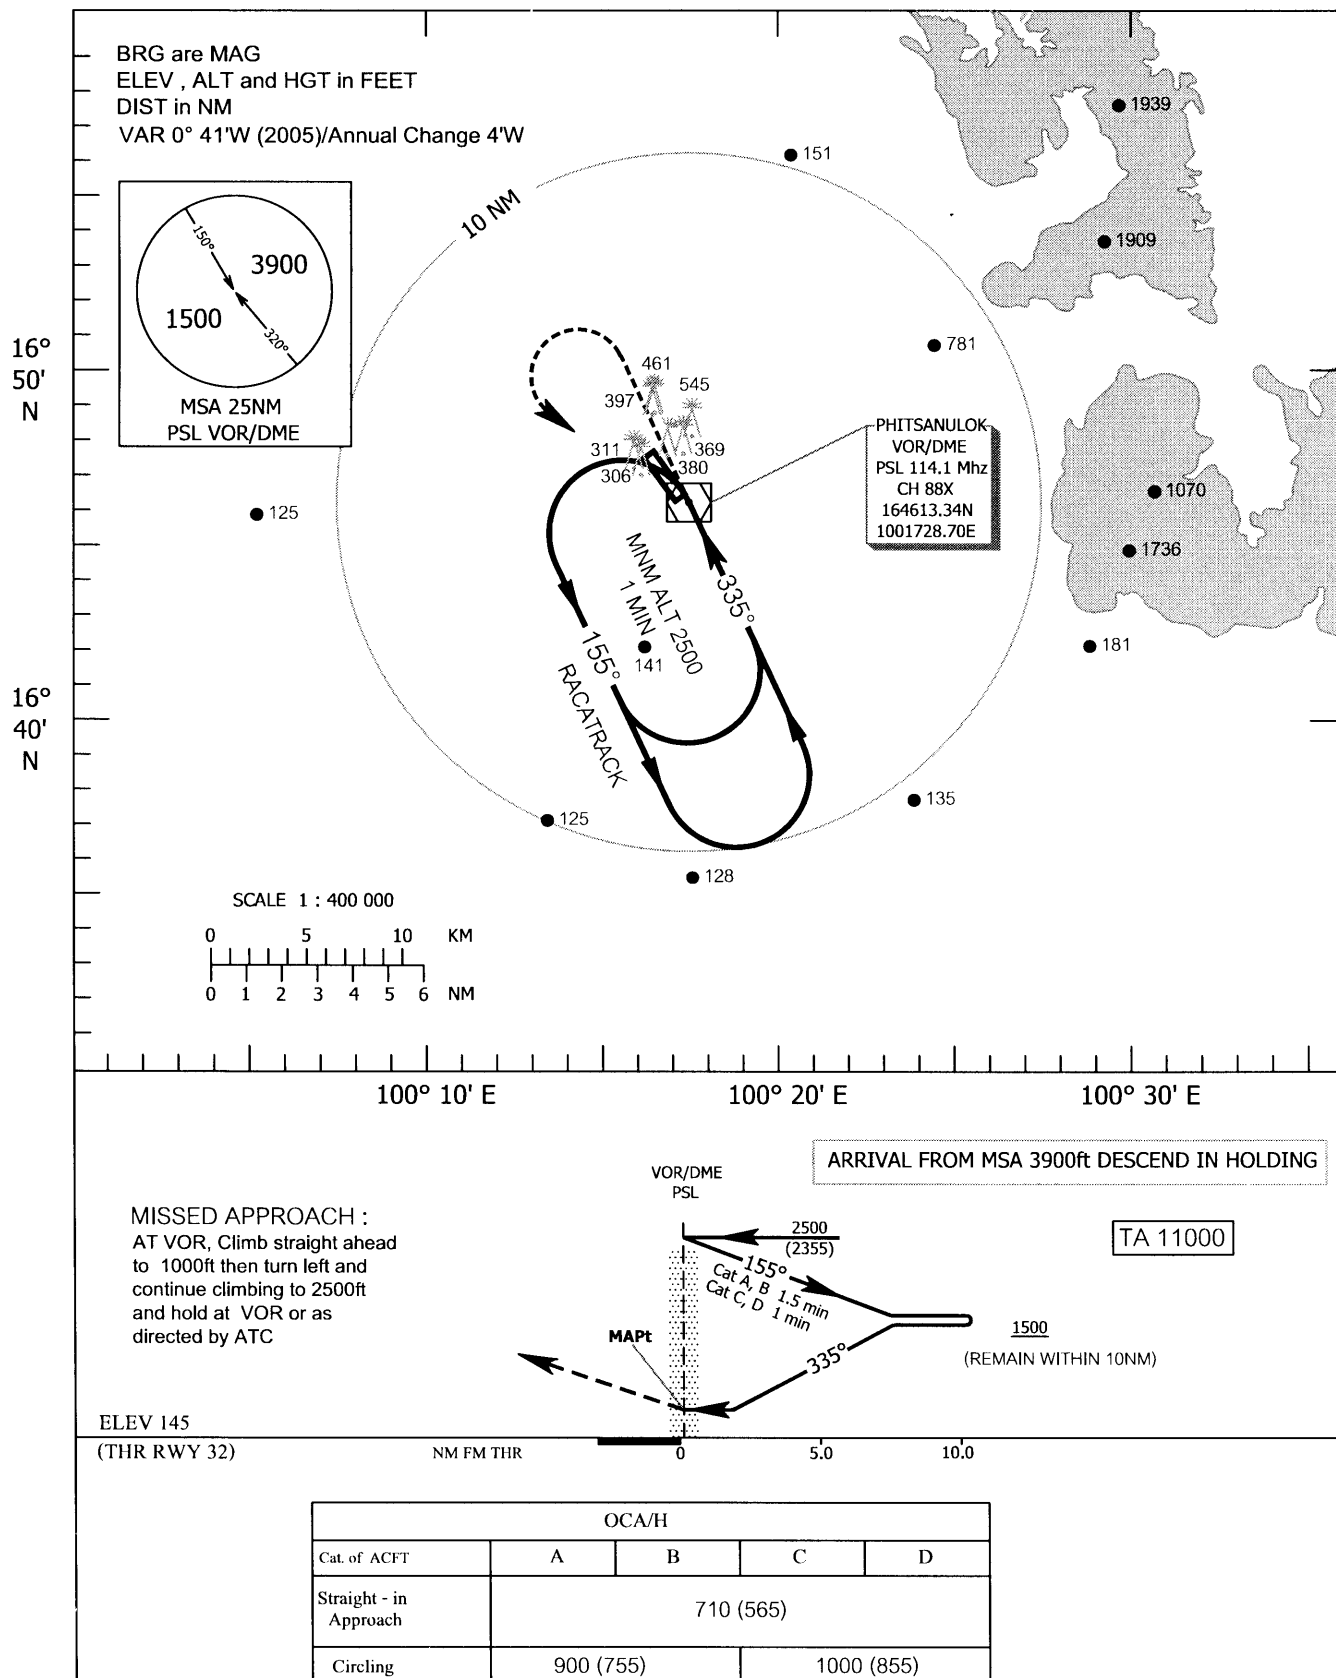 BRG are MAG
ELEV , ALT and HGT in FEET
DIST in NM
VAR 0° 41'W (2005)/Annual Change 4'W
150°
3900
1500
320°
MSA 25NM
PSL VOR/DME
10 NM
151
1939
1909
781
461
545
397
369
311
380
306
PHITSANULOK
VOR/DME
PSL 114.1 Mhz
CH 88X
164613.34N
1001728.70E
1070
1736
181
125
MNM ALT 2500
1 MIN
141
335°
155°
RACATRACK
125
135
128
16°
50'
N
16°
40'
N
SCALE 1 : 400 000
0 5 10 KM
0 1 2 3 4 5 6 NM
100° 10' E 100° 20' E 100° 30' E
ARRIVAL FROM MSA 3900ft DESCEND IN HOLDING
TA 11000
MISSED APPROACH :
AT VOR, Climb straight ahead
to 1000ft then turn left and
continue climbing to 2500ft
and hold at VOR or as
directed by ATC
VOR/DME
PSL
2500
(2355)
155°
Cat A, B 1.5 min
Cat C, D 1 min
1500
(REMAIN WITHIN 10NM)
335°
MAPt
ELEV 145
(THR RWY 32)
NM FM THR 0 5.0 10.0
OCA/H
Cat. of ACFT A B C D
Straight - in
Approach
710 (565)
Circling 900 (755) 1000 (855)